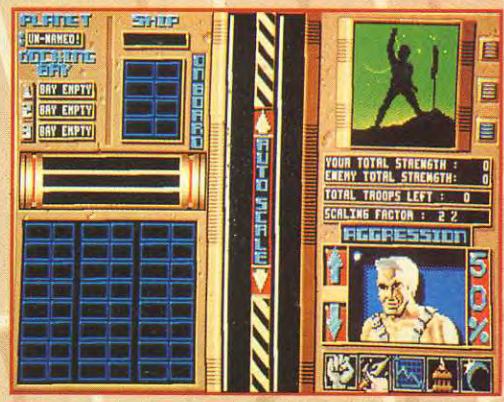 PLANET
UN-NAMED!
DOCKING
BAY
1 BAY EMPTY
2 BAY EMPTY
3 BAY EMPTY
SHIP
ON BOARD
AUTO SCALE
YOUR TOTAL STRENGTH : 0
ENEMY TOTAL STRENGTH: 0
TOTAL TROOPS LEFT : 0
SCALING FACTOR : 2 %
AGGRESSION
50%